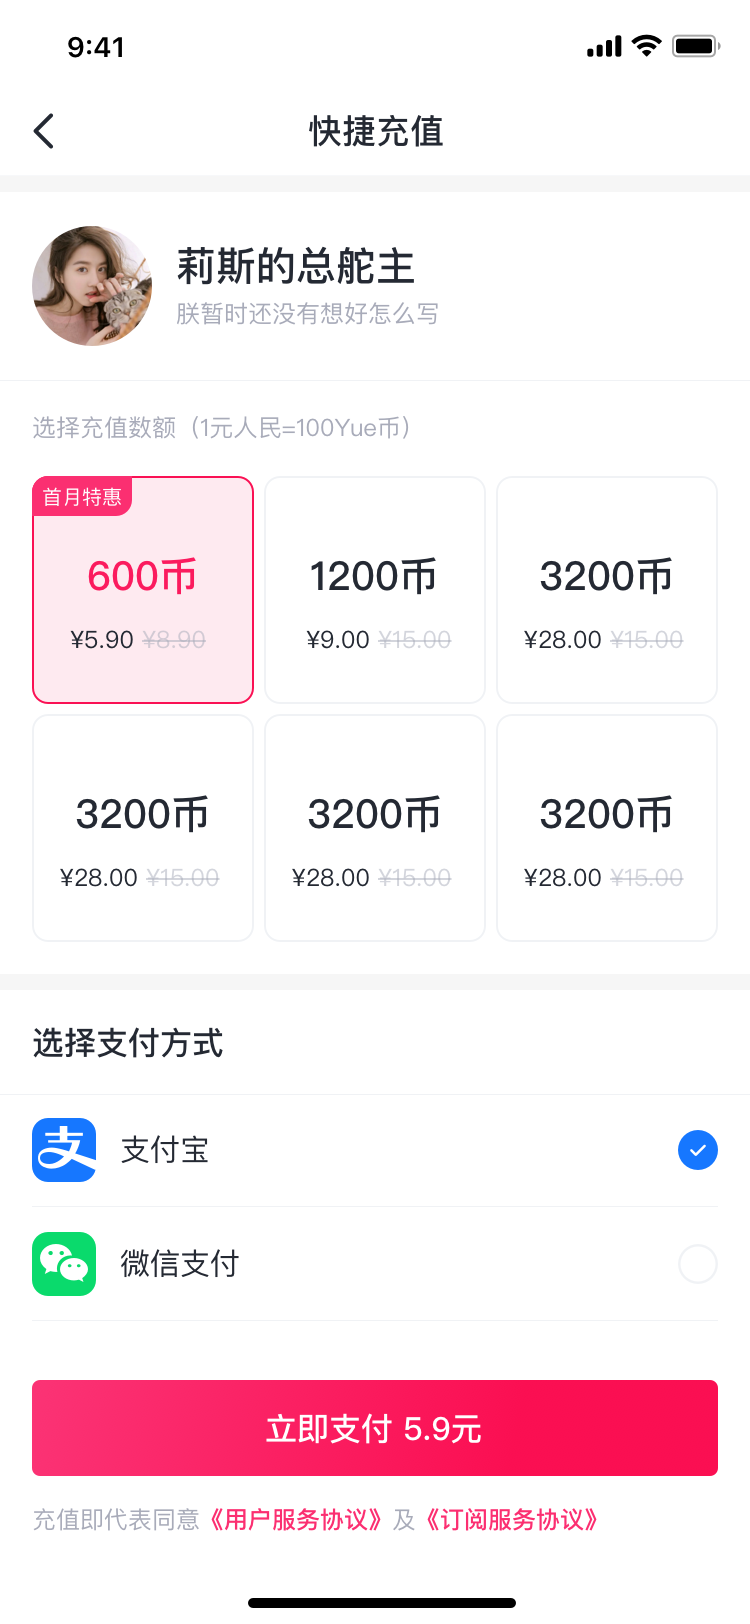 9:41
快捷充值
莉斯的总舵主
朕暂时还没有想好怎么写
选择充值数额（1元人民=100Yue币）
首月特惠
600币
¥5.90 ¥8.90
1200币
¥9.00 ¥15.00
3200币
¥28.00 ¥15.00
3200币
¥28.00 ¥15.00
3200币
¥28.00 ¥15.00
3200币
¥28.00 ¥15.00
选择支付方式
支 支付宝
微信支付
立即支付 5.9元
充值即代表同意《用户服务协议》及《订阅服务协议》